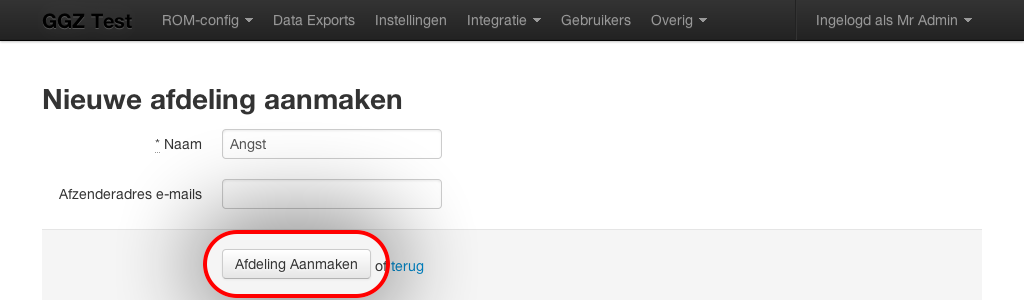 GGZ Test ROM-config Data Exports Instellingen Integratie Gebruikers Overig Ingelogd als Mr Admin
Nieuwe afdeling aanmaken
* Naam Angst
Afzenderadres e-mails
Afdeling Aanmaken of terug